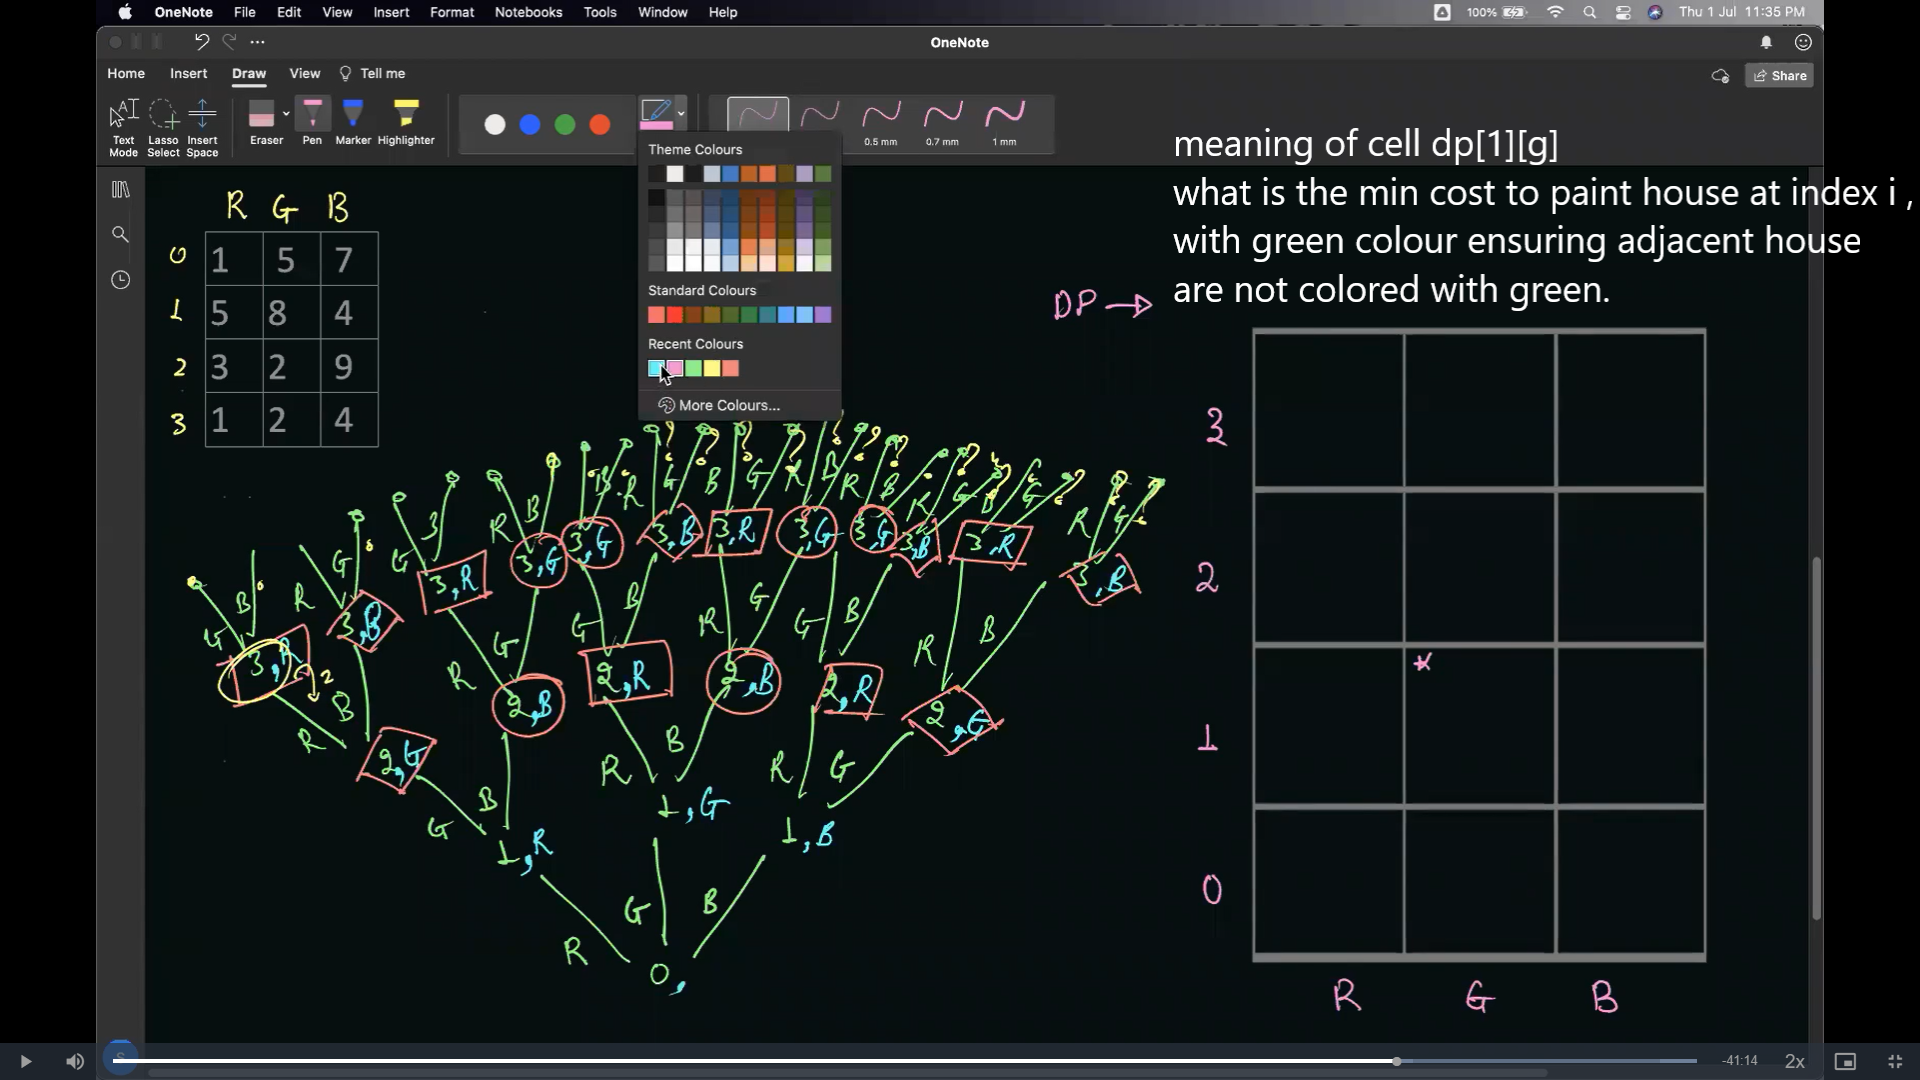 OneNote File Edit View Insert Format Notebooks Tools Window Help 100% Thu 1 Jul 11:35 PM
OneNote
Home Insert Draw View Tell me Share
Text Mode
Lasso Select
Insert Space
Eraser
Pen
Marker
Highlighter
0.5 mm
0.7 mm
1 mm
Theme Colours
Standard Colours
Recent Colours
More Colours...
meaning of cell dp[1][g]
what is the min cost to paint house at index i ,
with green colour ensuring adjacent house
are not colored with green.
DP →
R G B
0 1 5 7
1 5 8 4
2 3 2 9
3 1 2 4
G B R G G 3 R B B R R G B G R B R B R G B G R G
3,R 3,B 3,R 3,G 3,G 3,B 3,R 3,G 3,G 3,B 3,R 3,B
2
R B R G G B R G G B R B
2,G 2,B 2,R 2,B 2,R 2,G
G B R B R G
1,R 1,G 1,B
R G B
0,
3
2
*
1
0
R G B
S
-41:14 2x